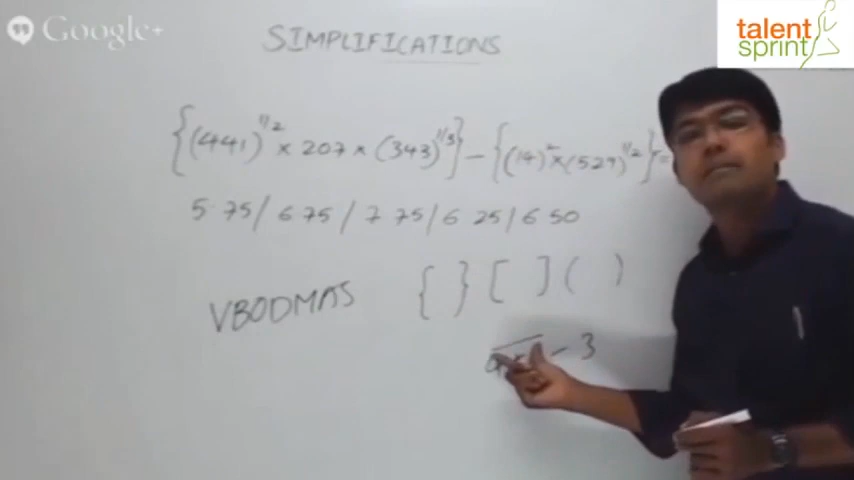 Google+
talent
sprint
SIMPLIFICATIONS
{(441)^1/2 × 207 × (343)^1/3} – {(14)^2 × (529)^1/2} =
5.75 / 6 75 / 7 75 / 6 25 / 6 50
VBODMAS { } [ ] ( )
– 3